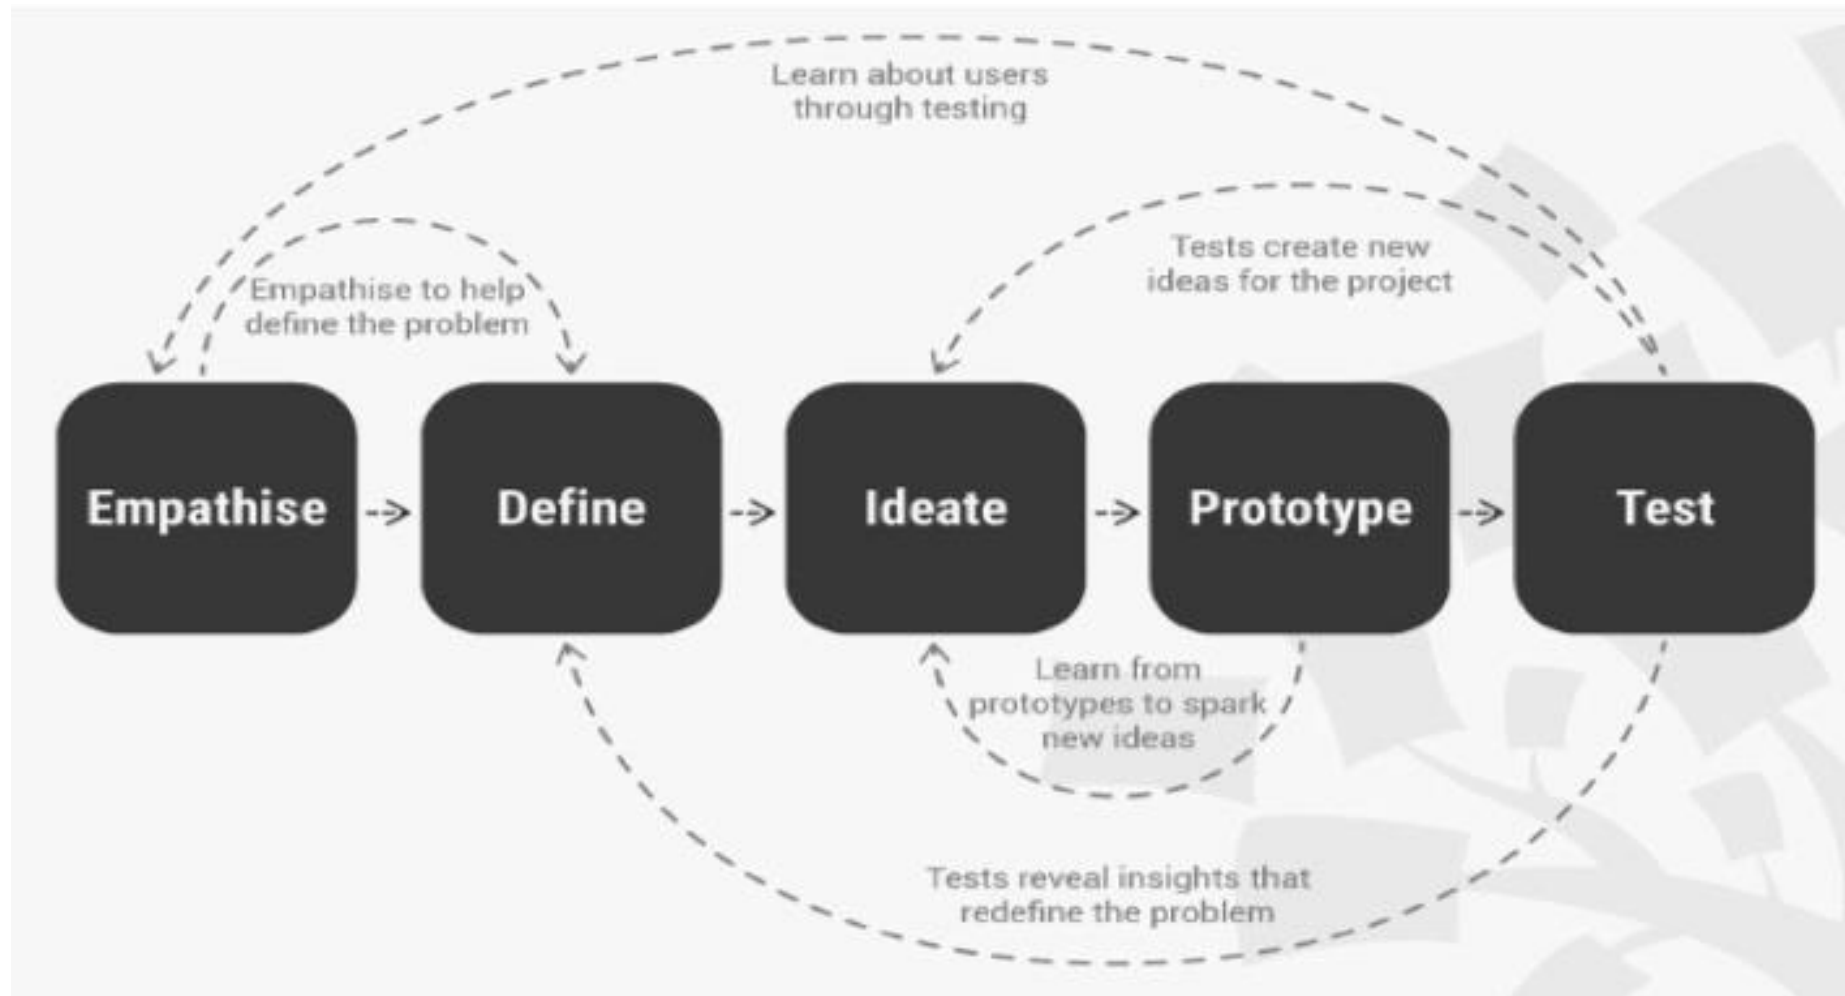 Learn about users
through testing
Tests create new
ideas for the project
Empathise to help
define the problem
Empathise
Define
Ideate
Prototype
Test
Learn from
prototypes to spark
new ideas
Tests reveal insights that
redefine the problem